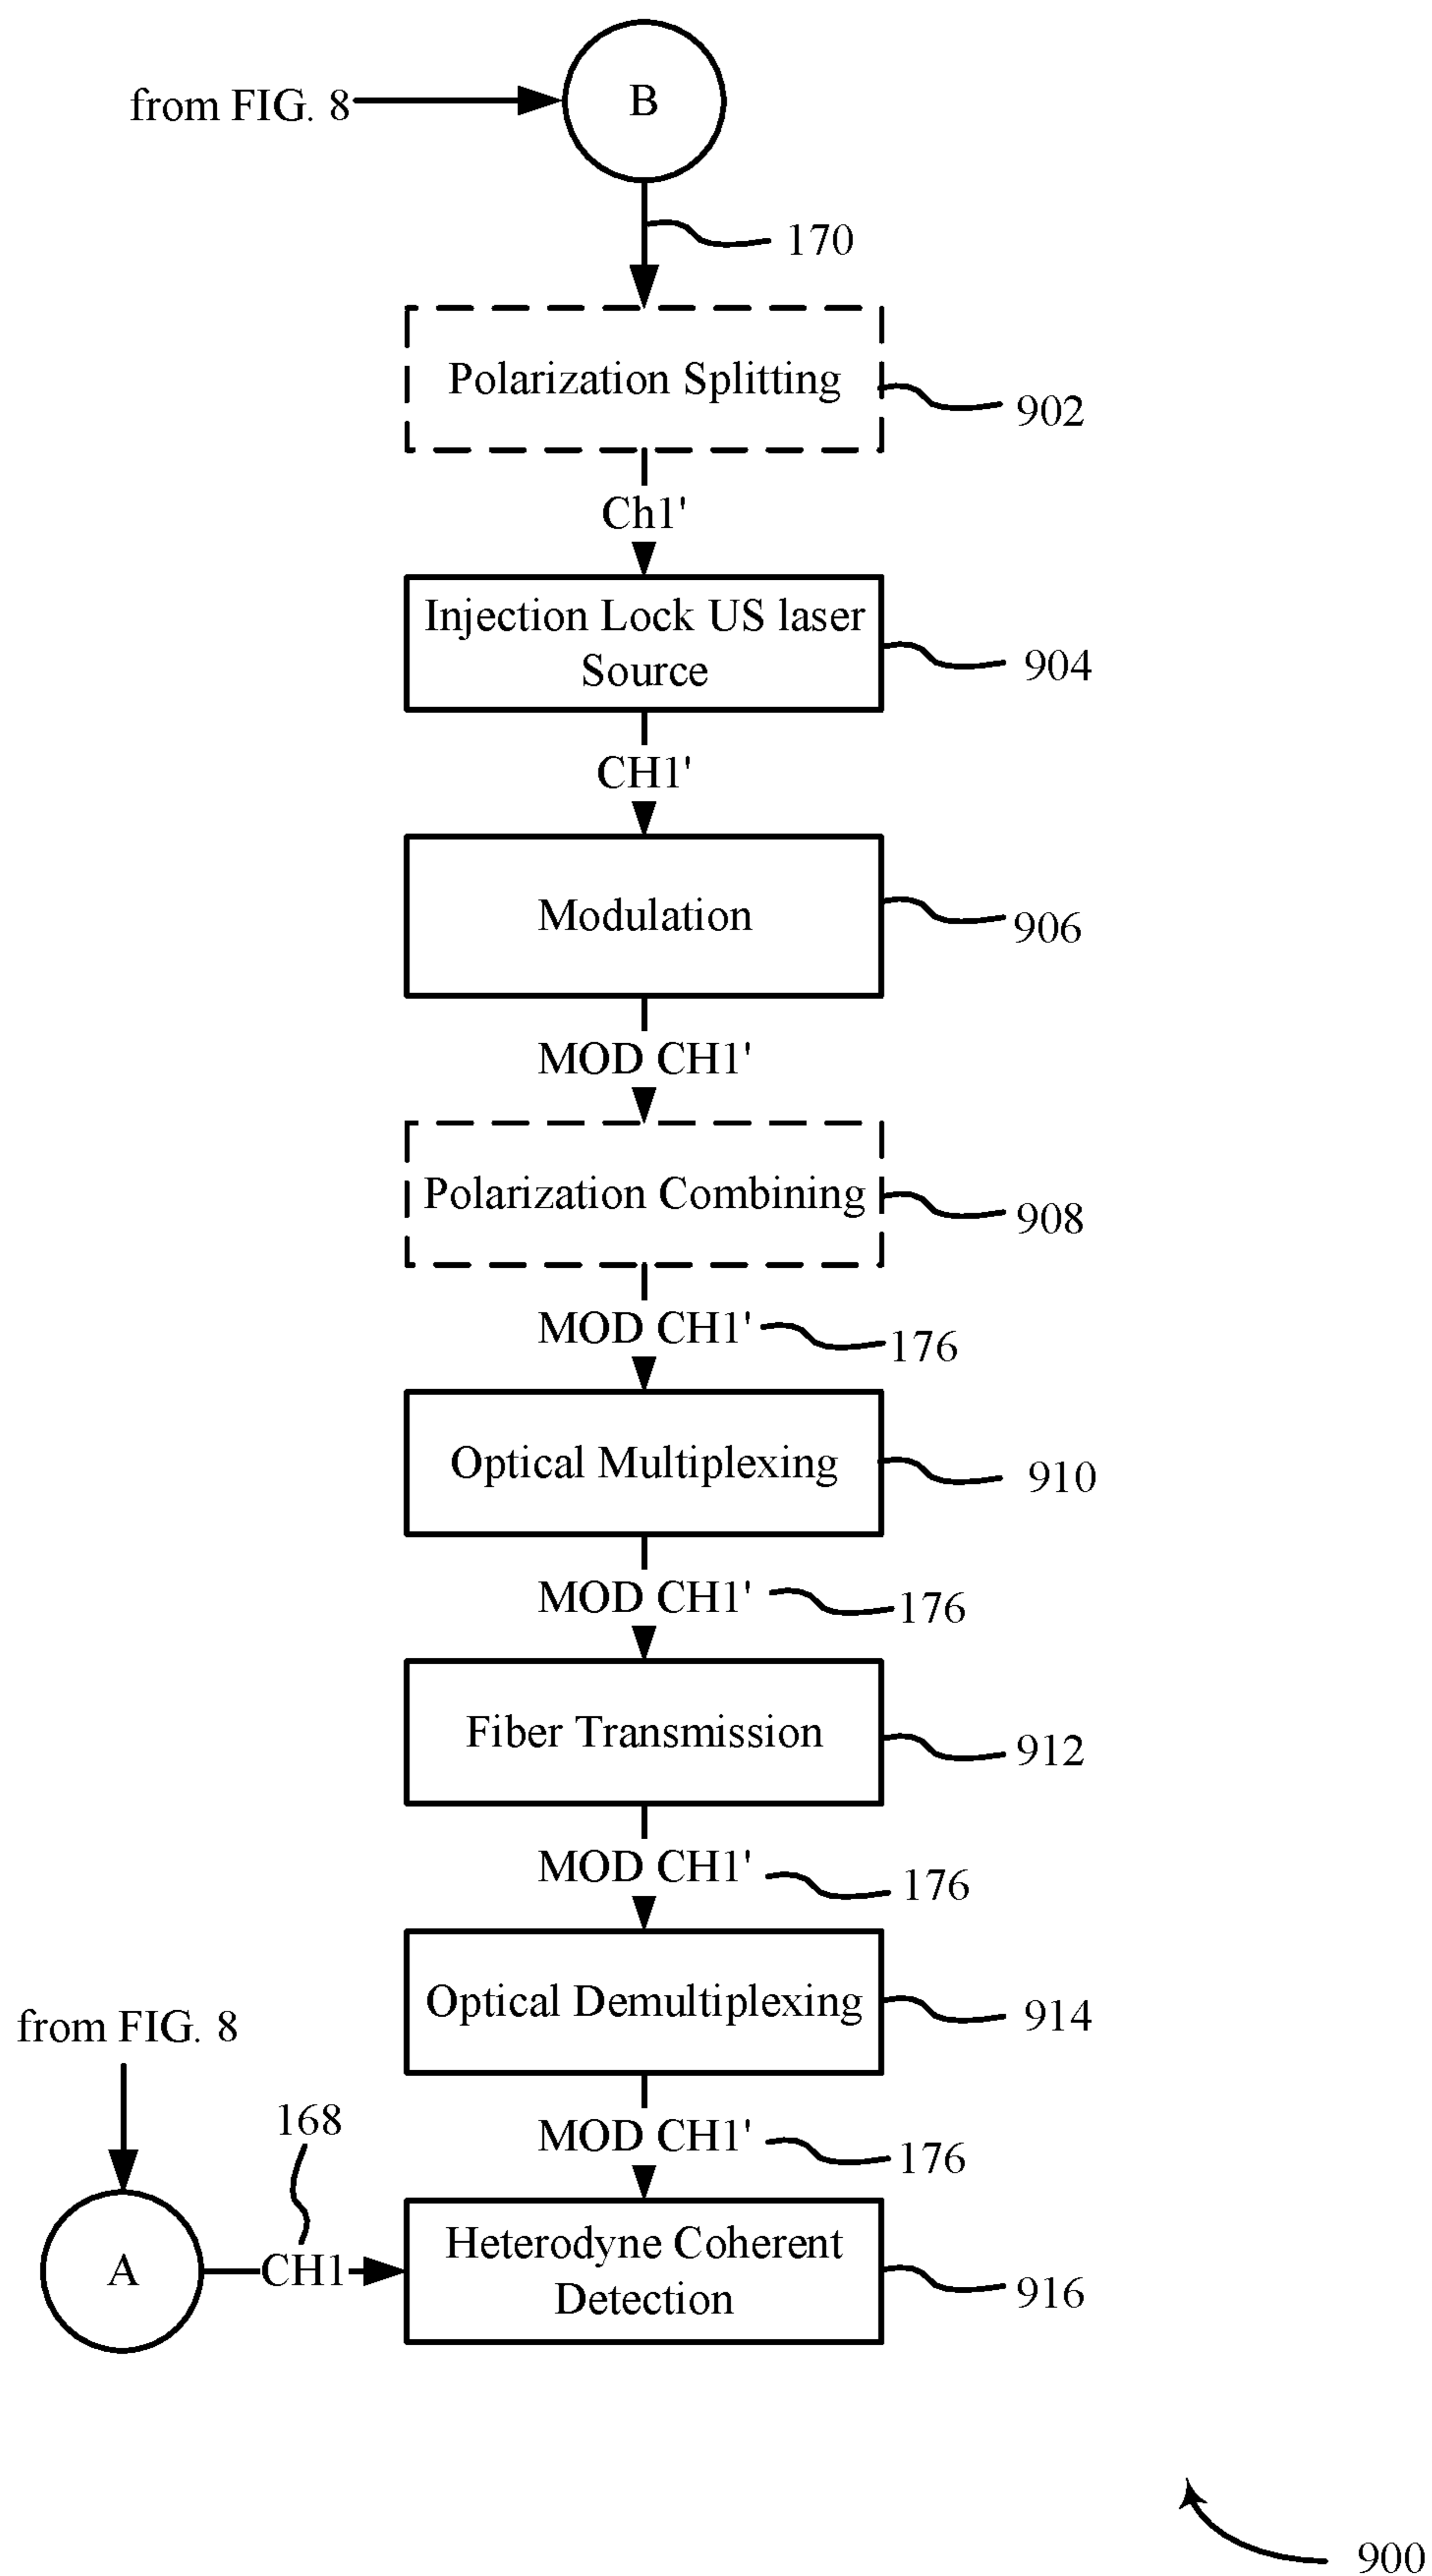 from FIG. 8
B
170
Polarization Splitting
902
Ch1'
Injection Lock US laser
Source
904
CH1'
Modulation
906
MOD CH1'
Polarization Combining
908
MOD CH1'
176
Optical Multiplexing
910
MOD CH1'
176
Fiber Transmission
912
MOD CH1'
176
Optical Demultiplexing
914
from FIG. 8
168
MOD CH1'
176
A
CH1
Heterodyne Coherent
Detection
916
900